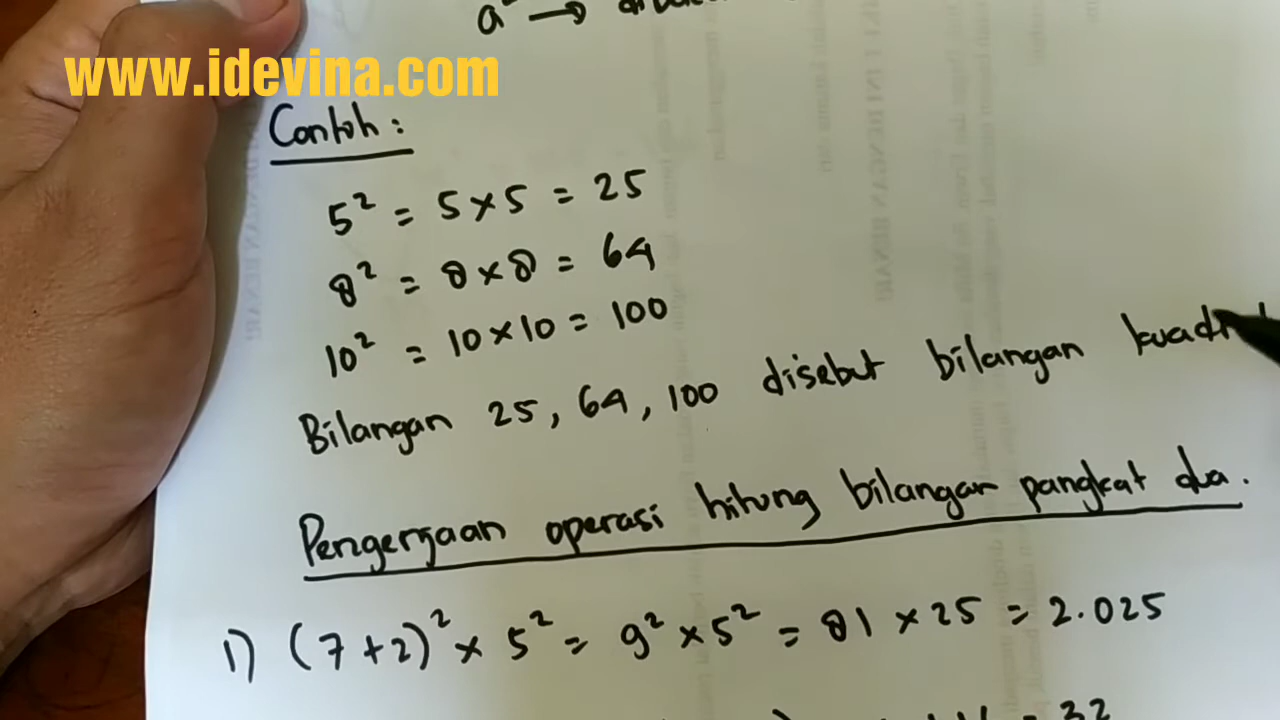 a² →
www.idevina.com
Contoh :
5² = 5 × 5 = 25
8² = 8 × 8 = 64
10² = 10 × 10 = 100
Bilangan 25, 64, 100 disebut bilangan
Pengerjaan operasi hitung bilangan pangkat dua.
1) (7 + 2)² × 5² = 9² × 5² = 81 × 25 = 2.025
= 32